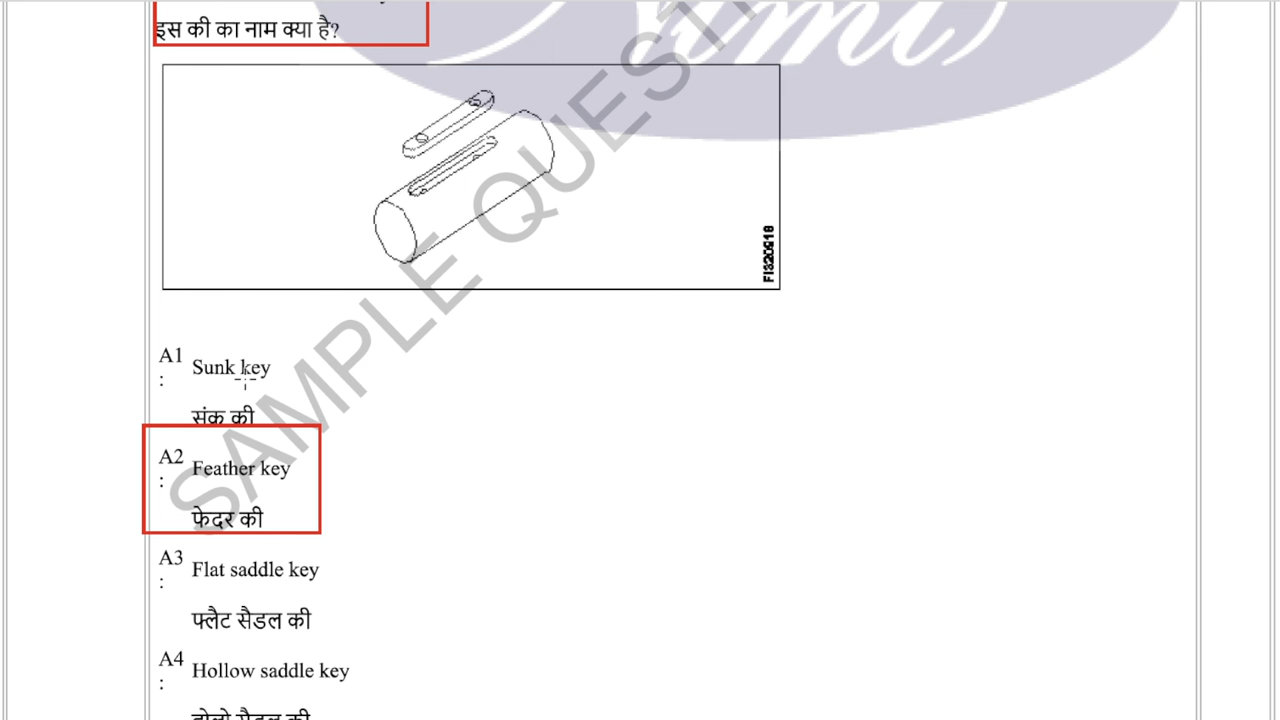 इस की का नाम क्या है?
FI320918
SAMPLE QUEST
A1
: Sunk key
संक की
A2
: Feather key
फेदर की
A3
: Flat saddle key
फ्लैट सैडल की
A4
: Hollow saddle key